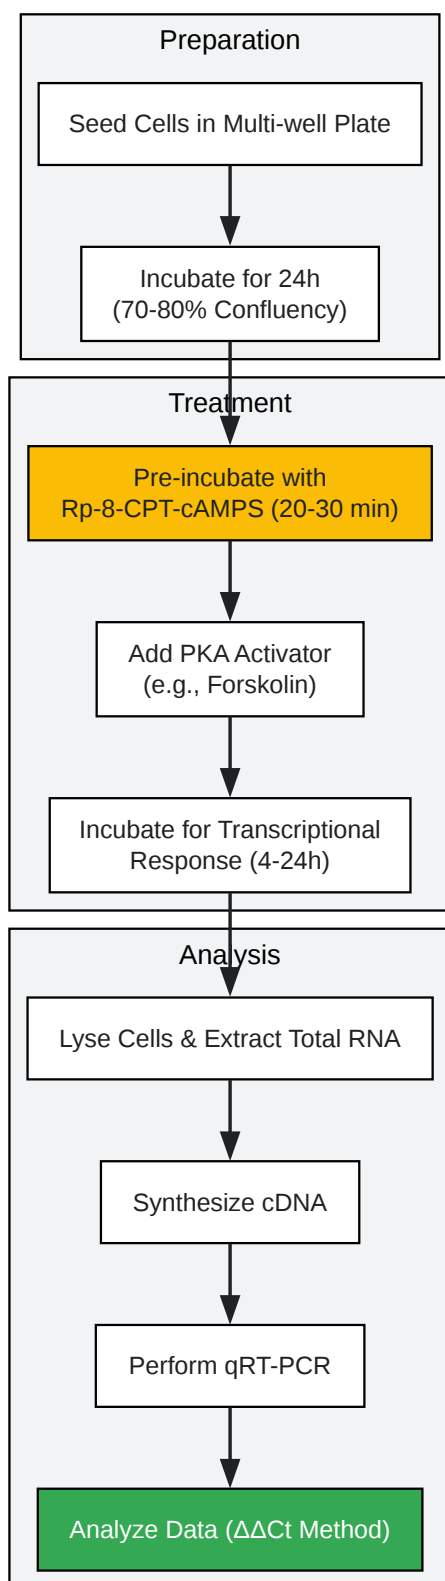 Preparation
Seed Cells in Multi-well Plate
Incubate for 24h
(70-80% Confluency)
Treatment
Pre-incubate with
Rp-8-CPT-cAMPS (20-30 min)
Add PKA Activator
(e.g., Forskolin)
Incubate for Transcriptional
Response (4-24h)
Analysis
Lyse Cells & Extract Total RNA
Synthesize cDNA
Perform qRT-PCR
Analyze Data (ΔΔCt Method)